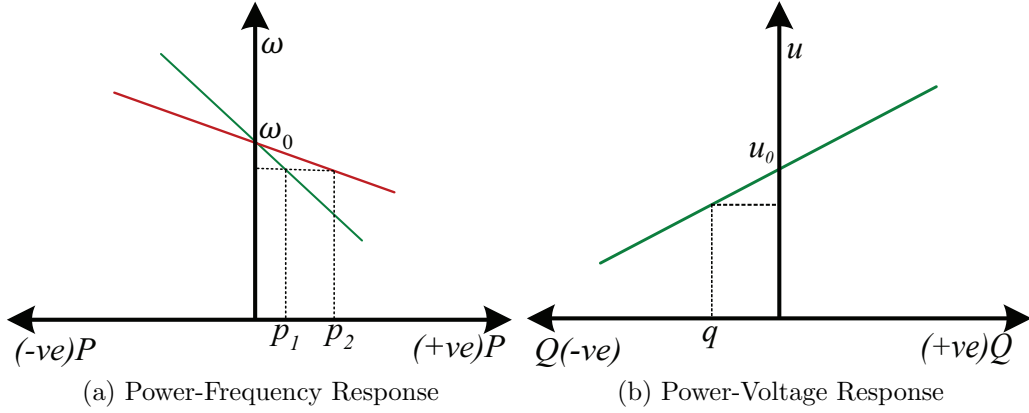 ω
ω₀
p₁
p₂
(-ve)P
(+ve)P
(a) Power-Frequency Response
u
u₀
q
Q(-ve)
(+ve)Q
(b) Power-Voltage Response